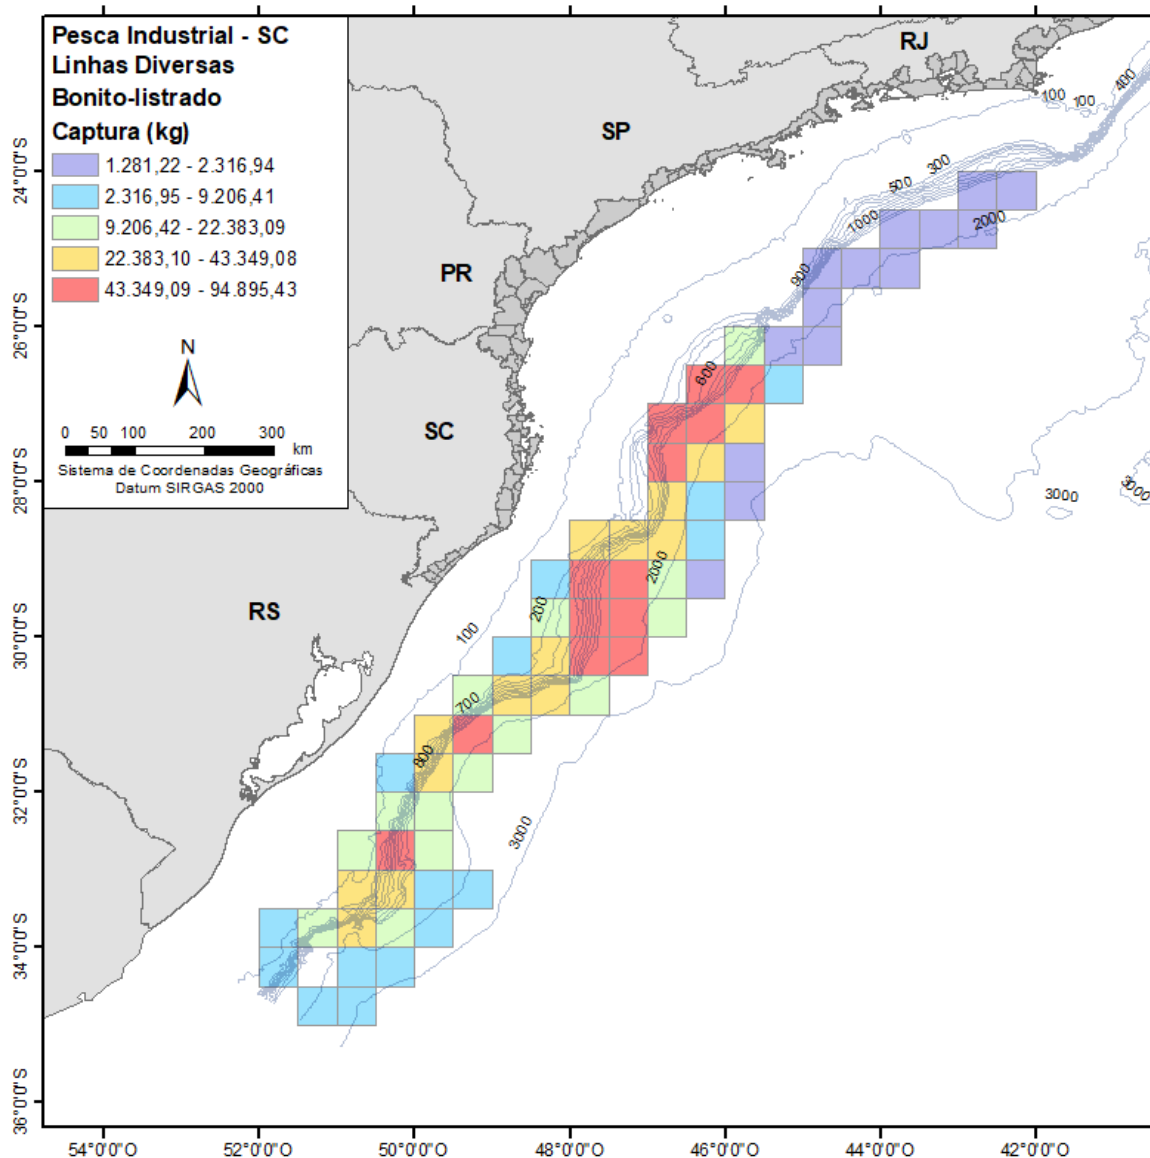 Pesca Industrial - SC
Linhas Diversas
Bonito-listrado
Captura (kg)
1.281,22 - 2.316,94
2.316,95 - 9.206,41
9.206,42 - 22.383,09
22.383,10 - 43.349,08
43.349,09 - 94.895,43
N
0 50 100 200 300
km
Sistema de Coordenadas Geográficas
Datum SIRGAS 2000
RJ
SP
PR
SC
RS
100
100
400
300
500
1000
2000
900
600
3000
3000
2000
200
100
700
800
3000
24°0'0"S
26°0'0"S
28°0'0"S
30°0'0"S
32°0'0"S
34°0'0"S
36°0'0"S
54°0'0"O
52°0'0"O
50°0'0"O
48°0'0"O
46°0'0"O
44°0'0"O
42°0'0"O